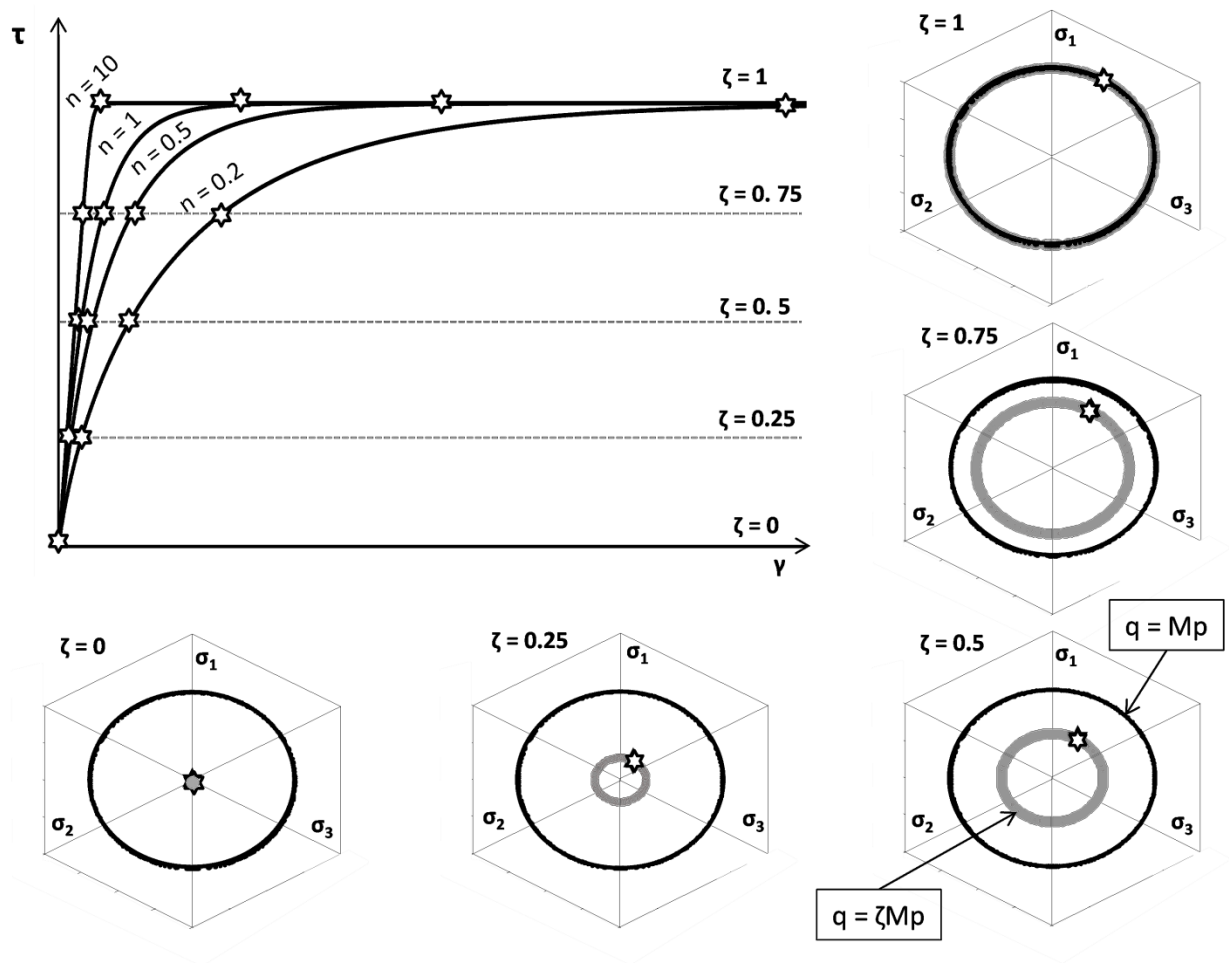 τ
n = 10
n = 1
n = 0.5
n = 0.2
ζ = 1
ζ = 0. 75
ζ = 0. 5
ζ = 0.25
ζ = 0
γ
ζ = 1
σ1
σ2
σ3
ζ = 0.75
σ1
σ2
σ3
ζ = 0
σ1
σ2
σ3
ζ = 0.25
σ1
σ2
σ3
ζ = 0.5
σ1
σ2
σ3
q = Mp
q = ζMp